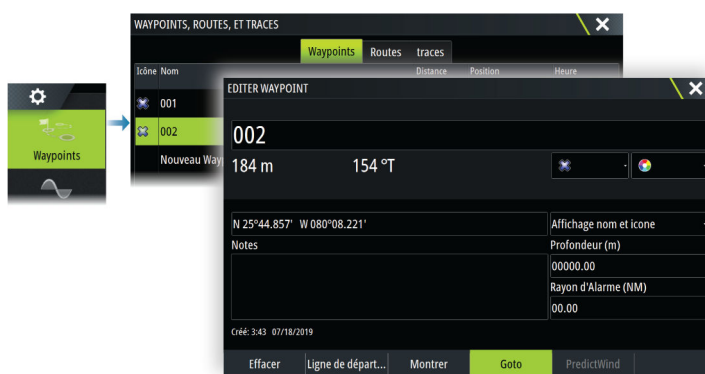 WAYPOINTS, ROUTES, ET TRACES
Waypoints Routes traces
Icône Nom Distance Position Heure
001
002
Nouveau Way
Waypoints
EDITER WAYPOINT
002
184 m 154 °T
N 25°44.857' W 080°08.221' Affichage nom et icone
Notes Profondeur (m)
00000.00
Rayon d'Alarme (NM)
00.00
Créé: 3:43 07/18/2019
Effacer Ligne de départ... Montrer Goto PredictWind